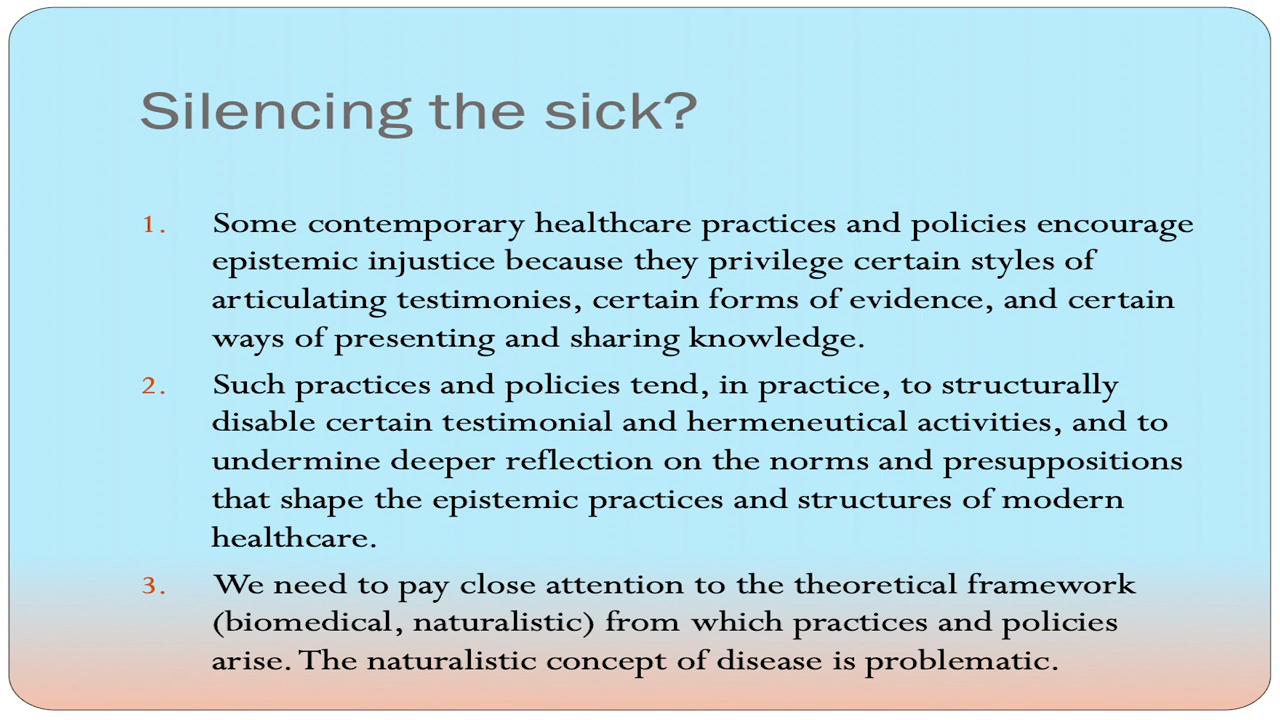 Silencing the sick?
1. Some contemporary healthcare practices and policies encourage
epistemic injustice because they privilege certain styles of
articulating testimonies, certain forms of evidence, and certain
ways of presenting and sharing knowledge.
2. Such practices and policies tend, in practice, to structurally
disable certain testimonial and hermeneutical activities, and to
undermine deeper reflection on the norms and presuppositions
that shape the epistemic practices and structures of modern
healthcare.
3. We need to pay close attention to the theoretical framework
(biomedical, naturalistic) from which practices and policies
arise. The naturalistic concept of disease is problematic.